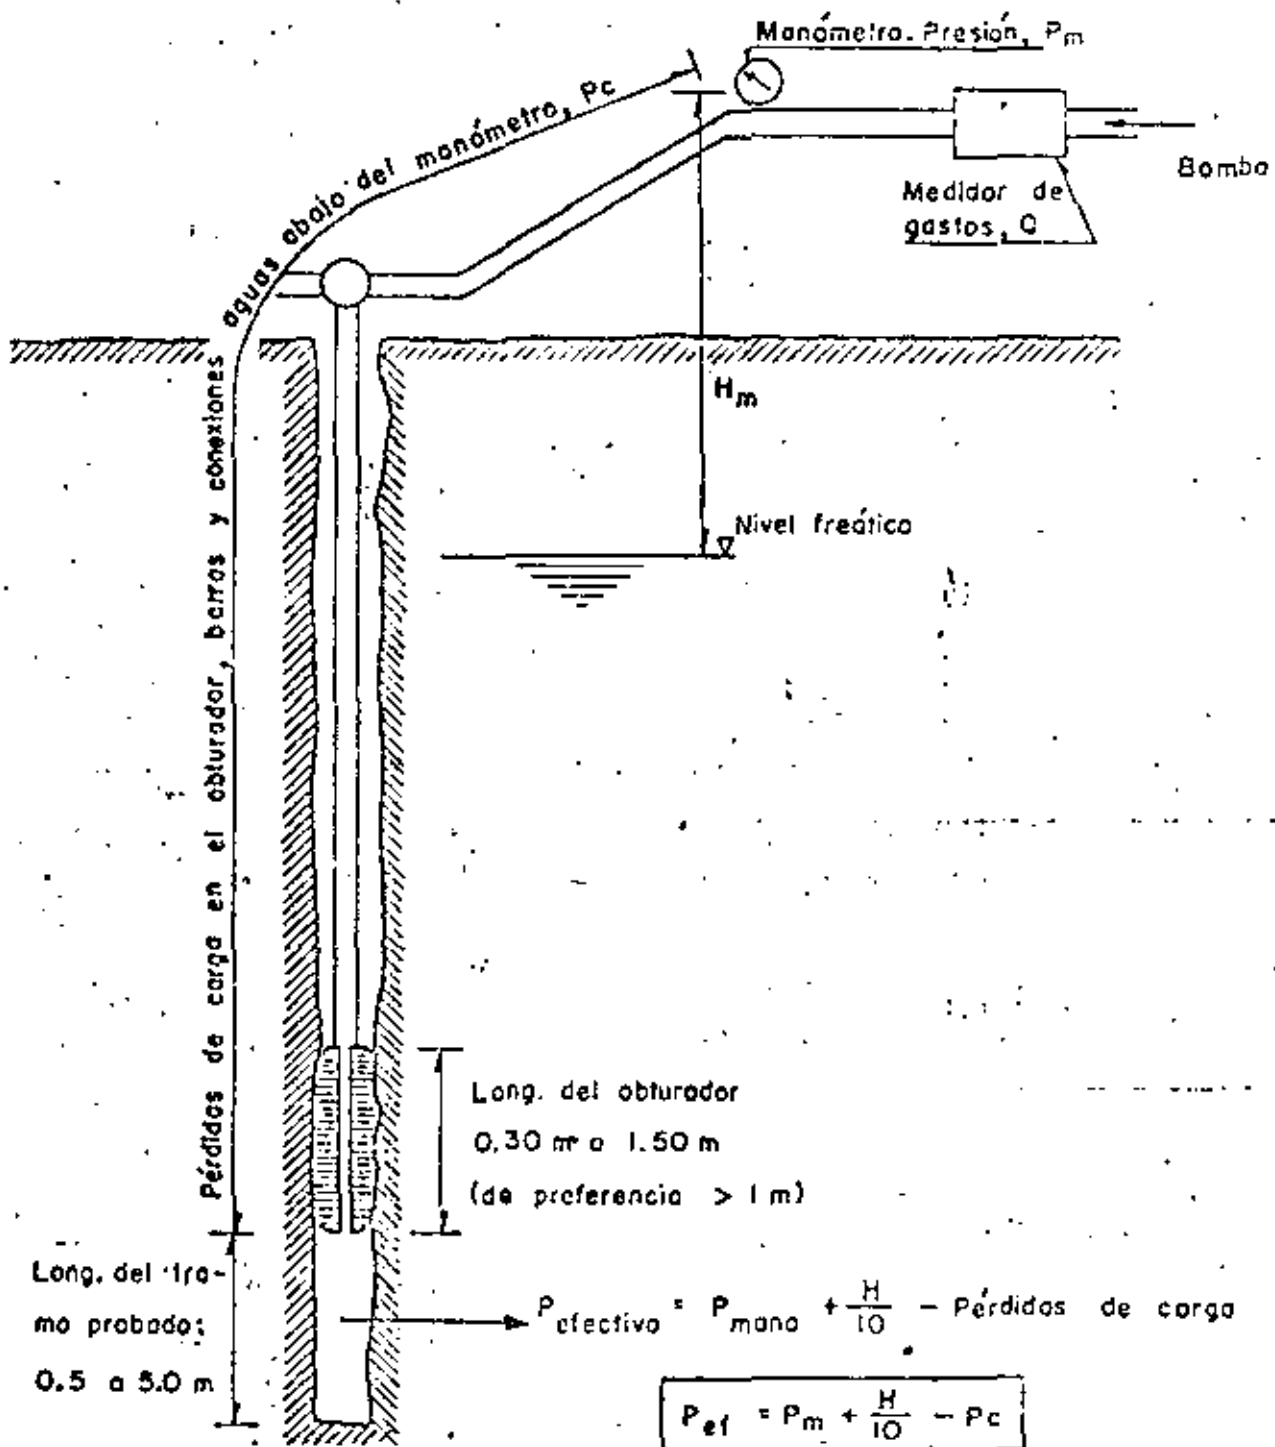 Manómetro. Presión, Pm
Bomba
Medidor de
gastos, Q
Pérdidas de carga en el obturador, barras y conexiones aguas abajo del manómetro, Pc
Hm
Nivel freático
Long. del obturador
0.30 m a 1.50 m
(de preferencia > 1 m)
Long. del tra-
mo probado:
0.5 a 5.0 m
Pefectivo = Pmano + H/10 - Pérdidas de carga
Pef = Pm + H/10 - Pc